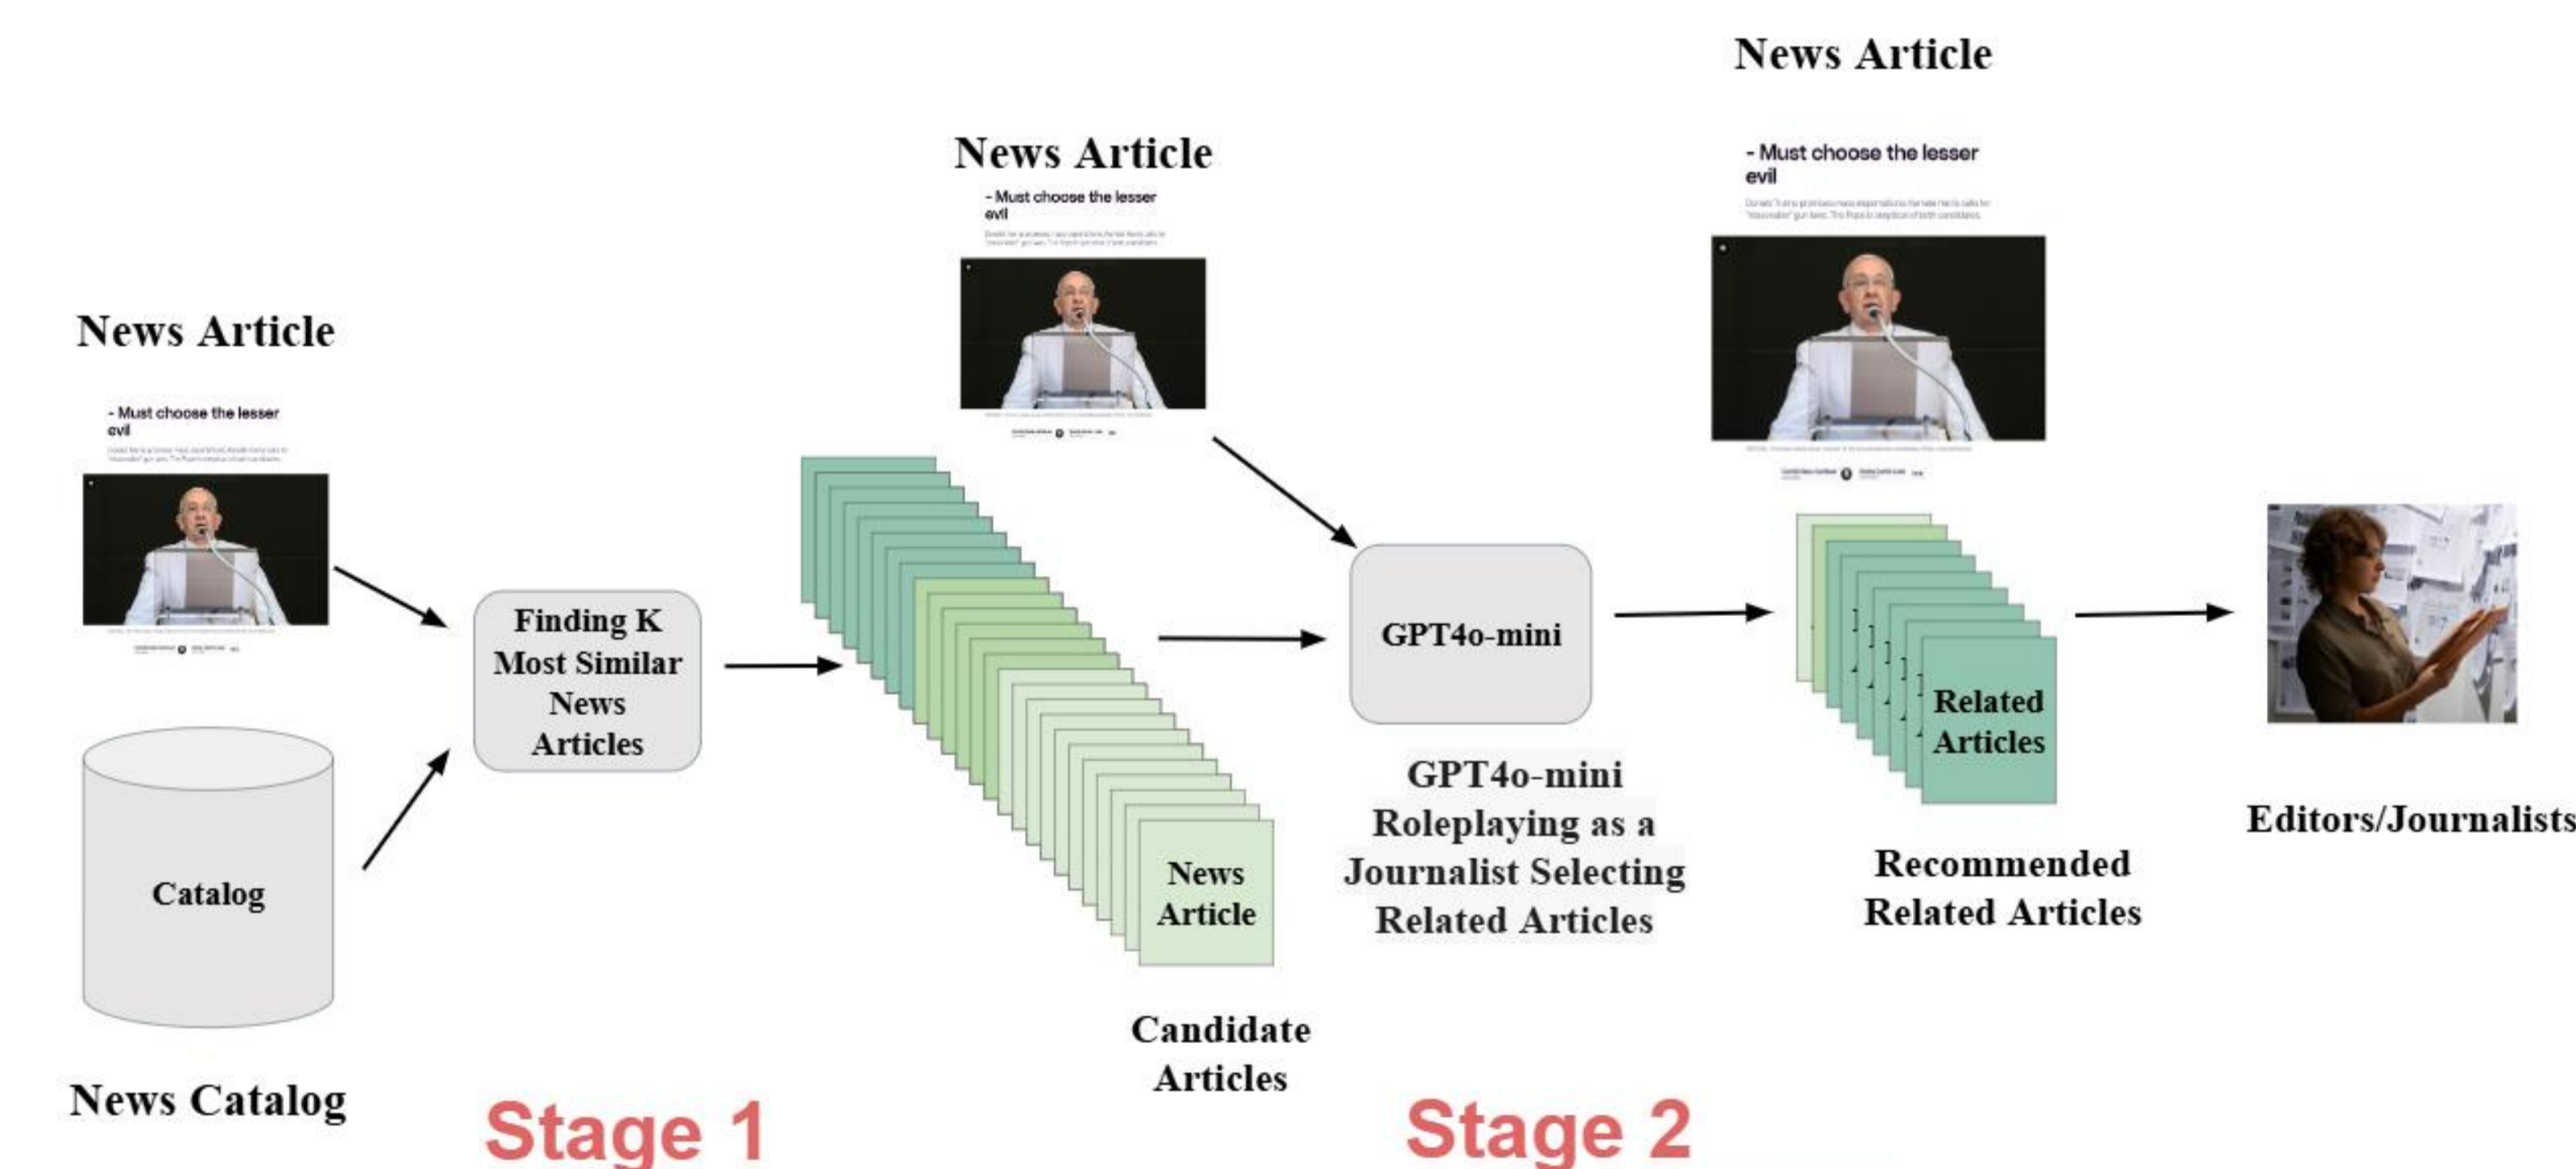 News Article
- Must choose the lesser
evil
News Article
- Must choose the lesser
evil
News Article
- Must choose the lesser
evil
Finding K
Most Similar
News
Articles
GPT4o-mini
Related
Articles
Catalog
News
Article
GPT4o-mini
Roleplaying as a
Journalist Selecting
Related Articles
Editors/Journalists
Recommended
Related Articles
Candidate
Articles
News Catalog
Stage 1
Stage 2